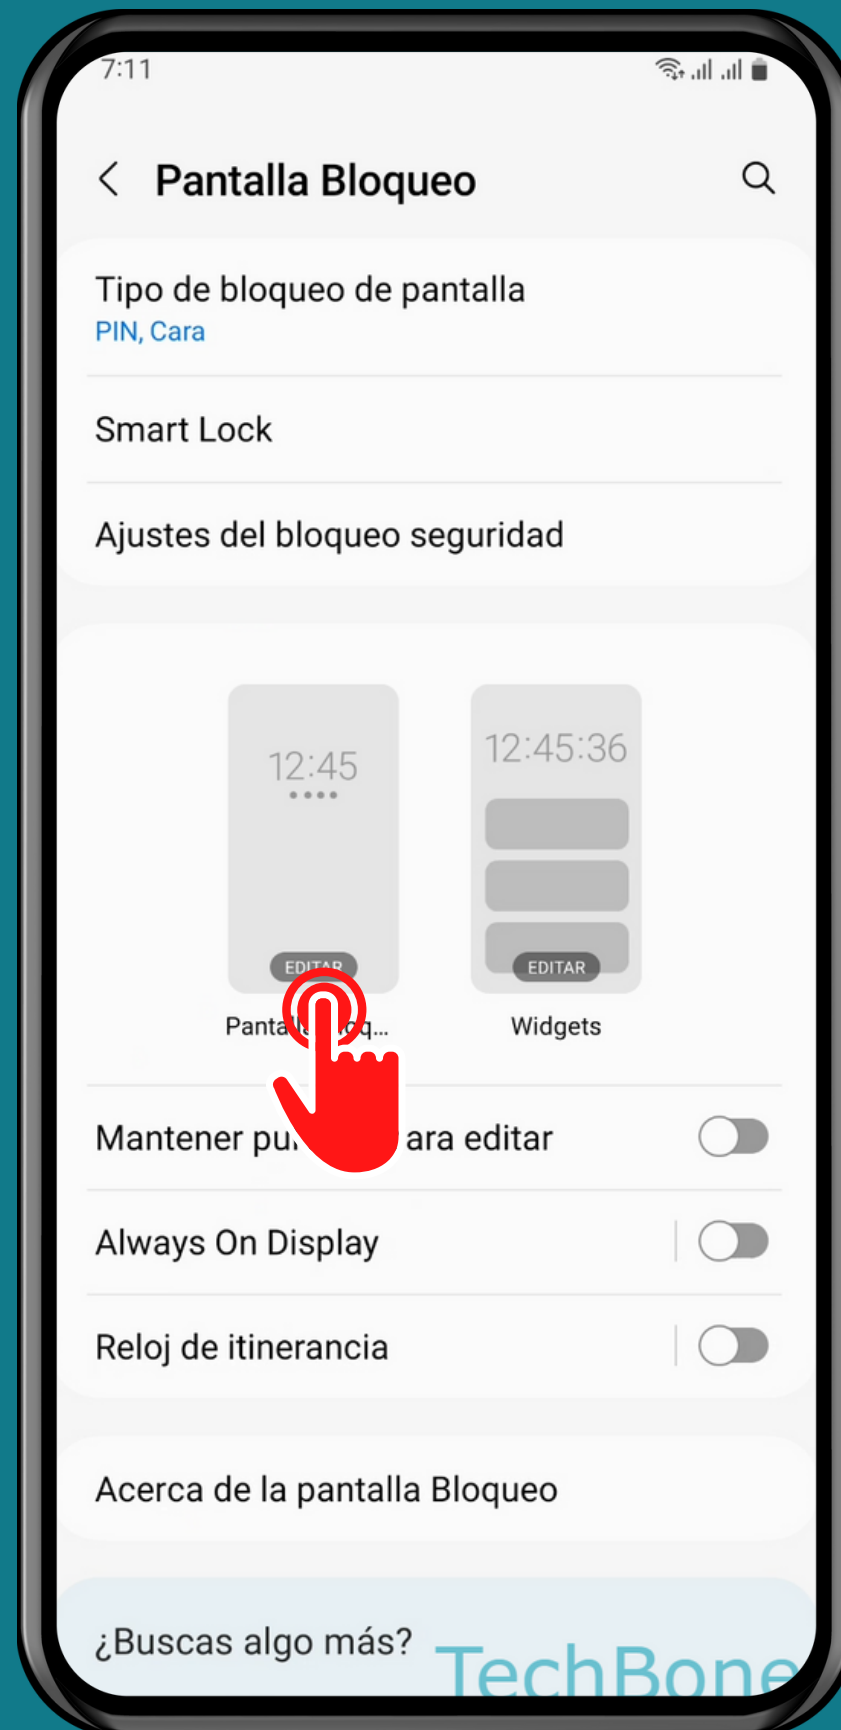 7:11
Pantalla Bloqueo
Tipo de bloqueo de pantalla
PIN, Cara
Smart Lock
Ajustes del bloqueo seguridad
12:45
12:45:36
EDITAR
EDITAR
Widgets
Mantener ara editar
Always On Display
Reloj de itinerancia
Acerca de la pantalla Bloqueo
¿Buscas algo más?
TechBone